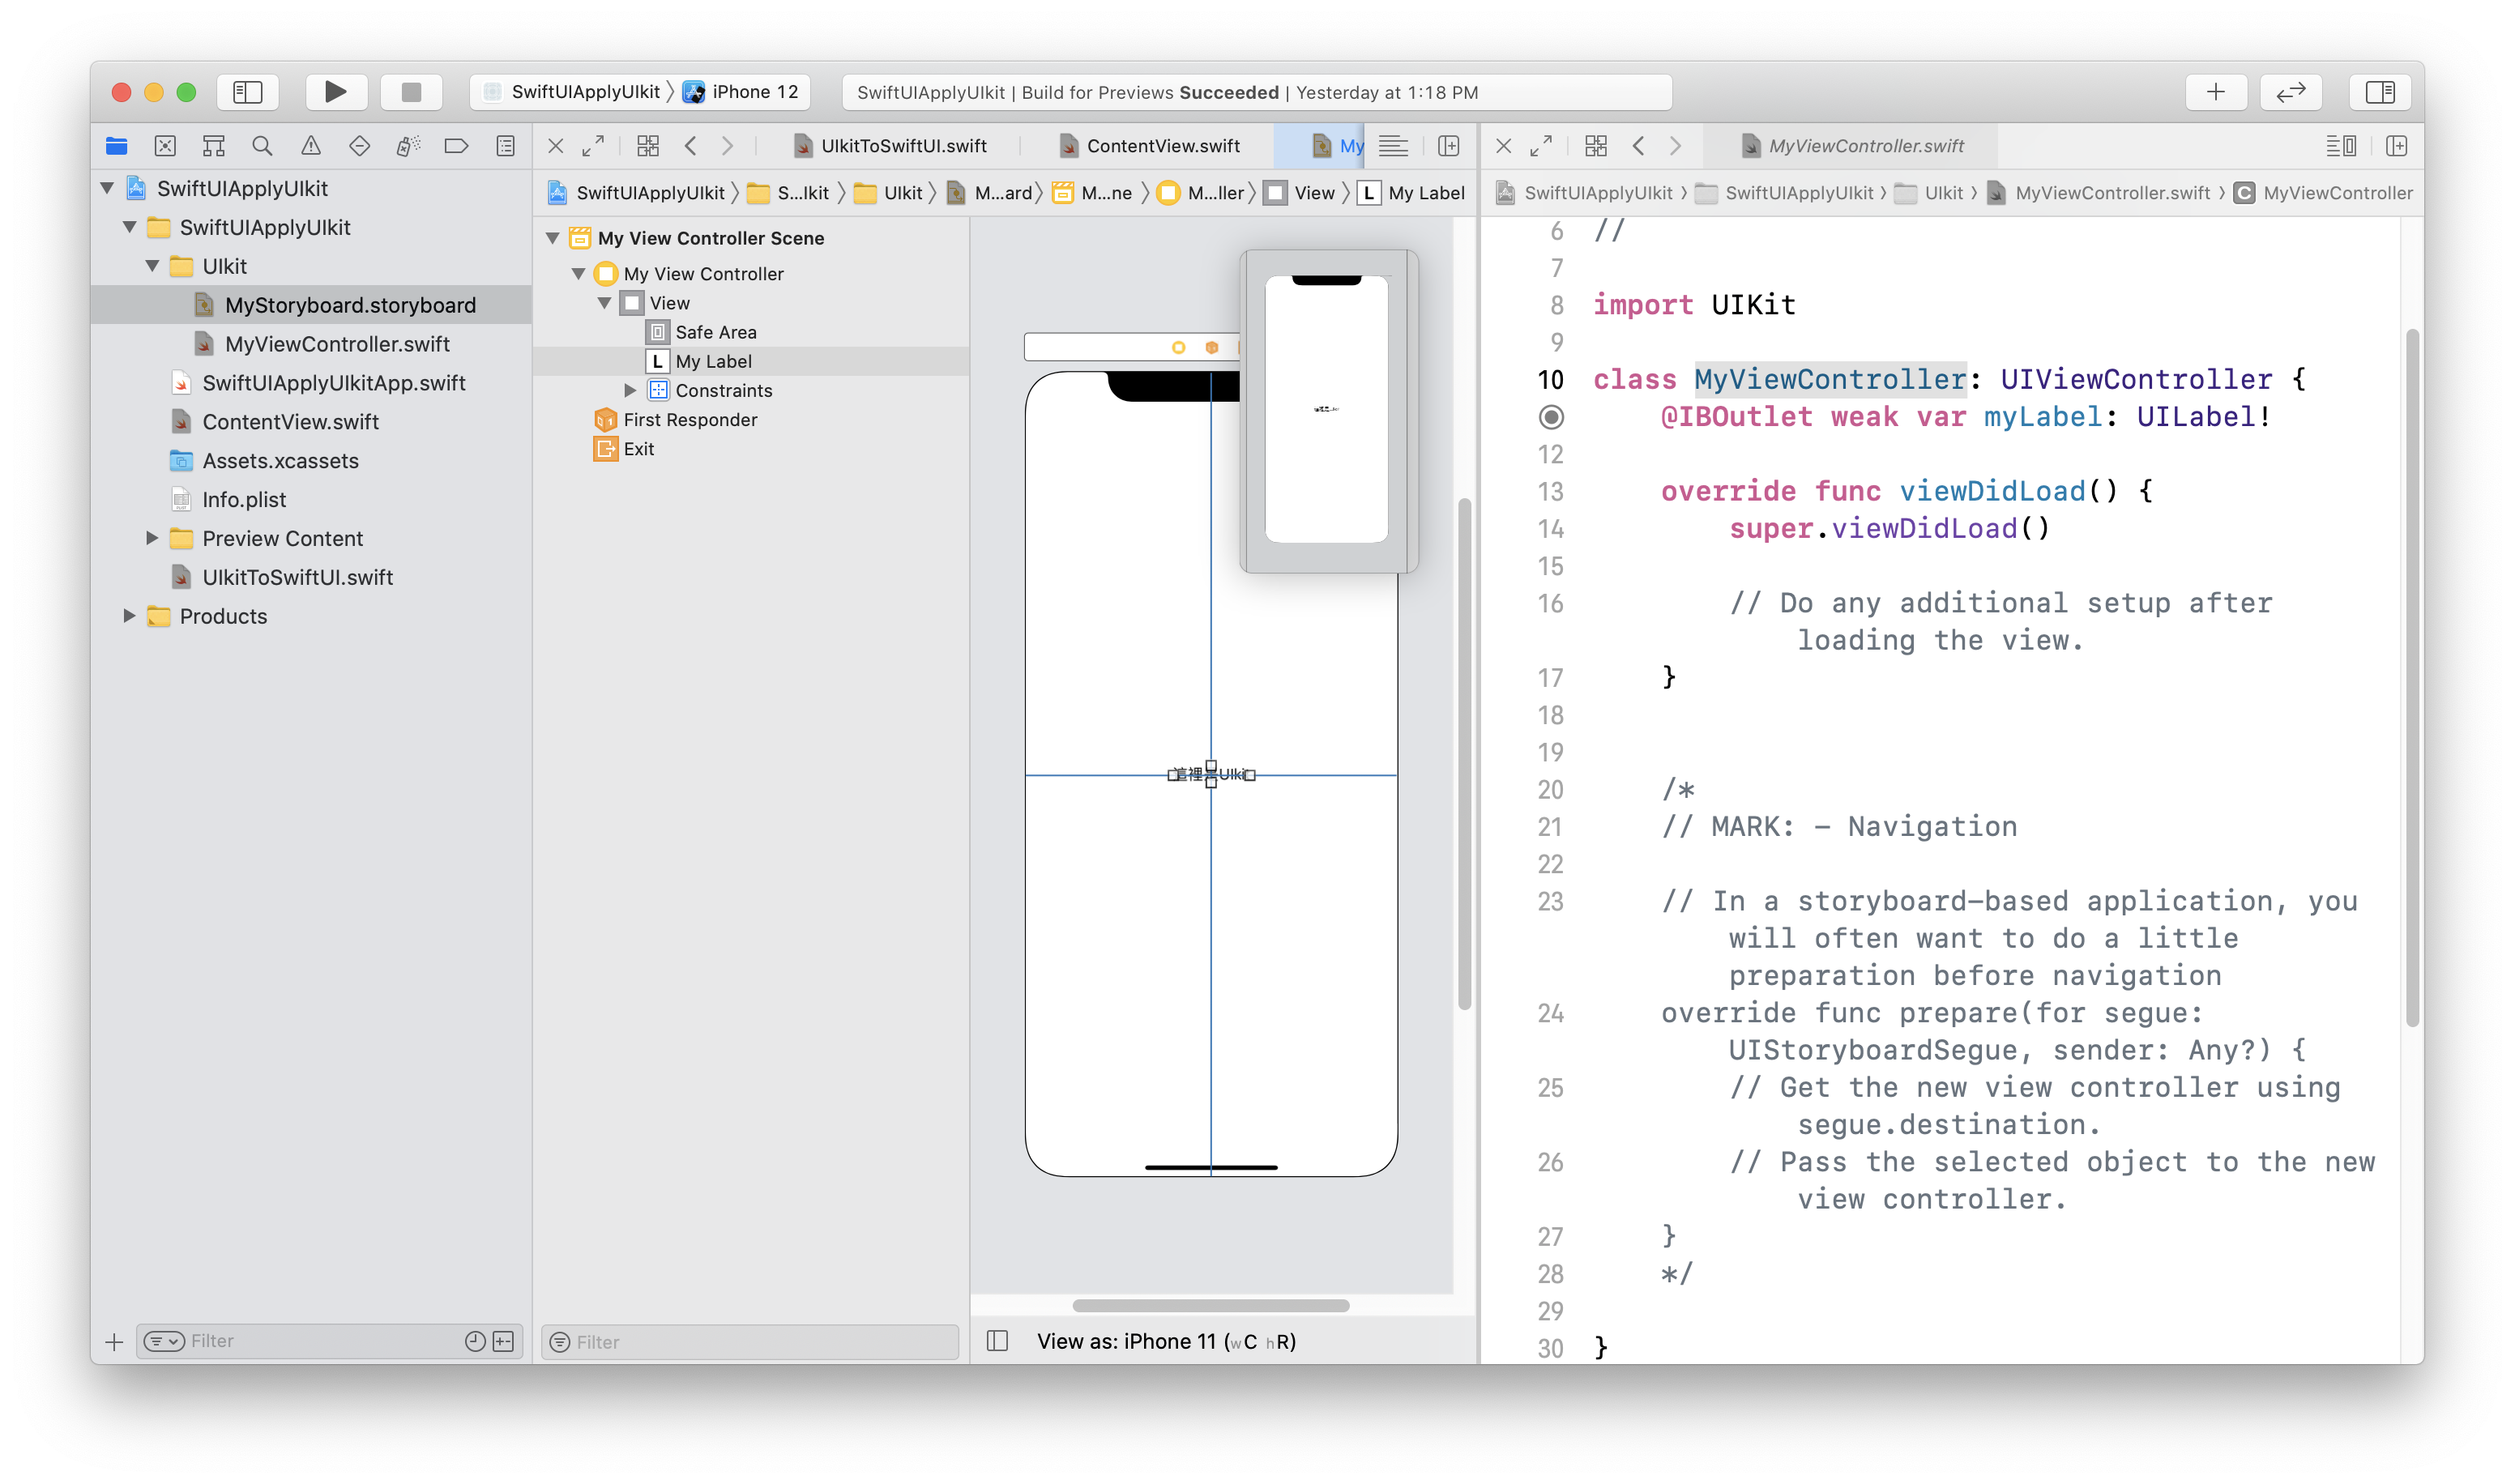 SwiftUIApplyUIkit 〉 iPhone 12
SwiftUIApplyUIkit | Build for Previews Succeeded | Yesterday at 1:18 PM
SwiftUIApplyUIkit
SwiftUIApplyUIkit
UIkit
MyStoryboard.storyboard
MyViewController.swift
SwiftUIApplyUIkitApp.swift
ContentView.swift
Assets.xcassets
Info.plist
Preview Content
UIkitToSwiftUI.swift
Products
Filter
UIkitToSwiftUI.swift
ContentView.swift
My
SwiftUIApplyUIkit 〉 S...Ikit 〉 UIkit 〉 M...ard 〉 M...ne 〉 M...ller 〉 View 〉 L My Label
My View Controller Scene
My View Controller
View
Safe Area
L My Label
Constraints
First Responder
Exit
Filter
這裡是UIkit
View as: iPhone 11 (wC hR)
MyViewController.swift
SwiftUIApplyUIkit 〉 SwiftUIApplyUIkit 〉 UIkit 〉 MyViewController.swift 〉 C MyViewController
6 //
7
8 import UIKit
9
10 class MyViewController: UIViewController {
@IBOutlet weak var myLabel: UILabel!
12
13 override func viewDidLoad() {
14 super.viewDidLoad()
15
16 // Do any additional setup after
loading the view.
17 }
18
19
20 /*
21 // MARK: - Navigation
22
23 // In a storyboard-based application, you
will often want to do a little
preparation before navigation
24 override func prepare(for segue:
UIStoryboardSegue, sender: Any?) {
25 // Get the new view controller using
segue.destination.
26 // Pass the selected object to the new
view controller.
27 }
28 */
29
30 }